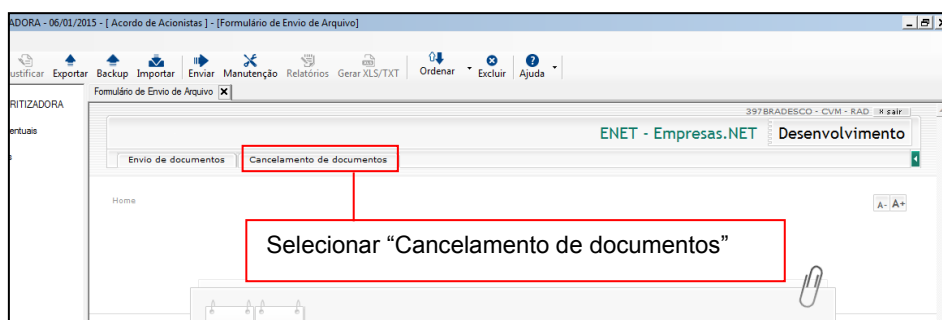 ADORA - 06/01/2015 - [ Acordo de Acionistas ] - [Formulário de Envio de Arquivo]
ustificar Exportar Backup Importar Enviar Manutenção Relatórios Gerar XLS/TXT Ordenar Excluir Ajuda
Formulário de Envio de Arquivo
RITIZADORA
397BRADESCO - CVM - RAD sair
entuais
ENET - Empresas.NET Desenvolvimento
s
Envio de documentos Cancelamento de documentos
Home
A- A+
Selecionar “Cancelamento de documentos”